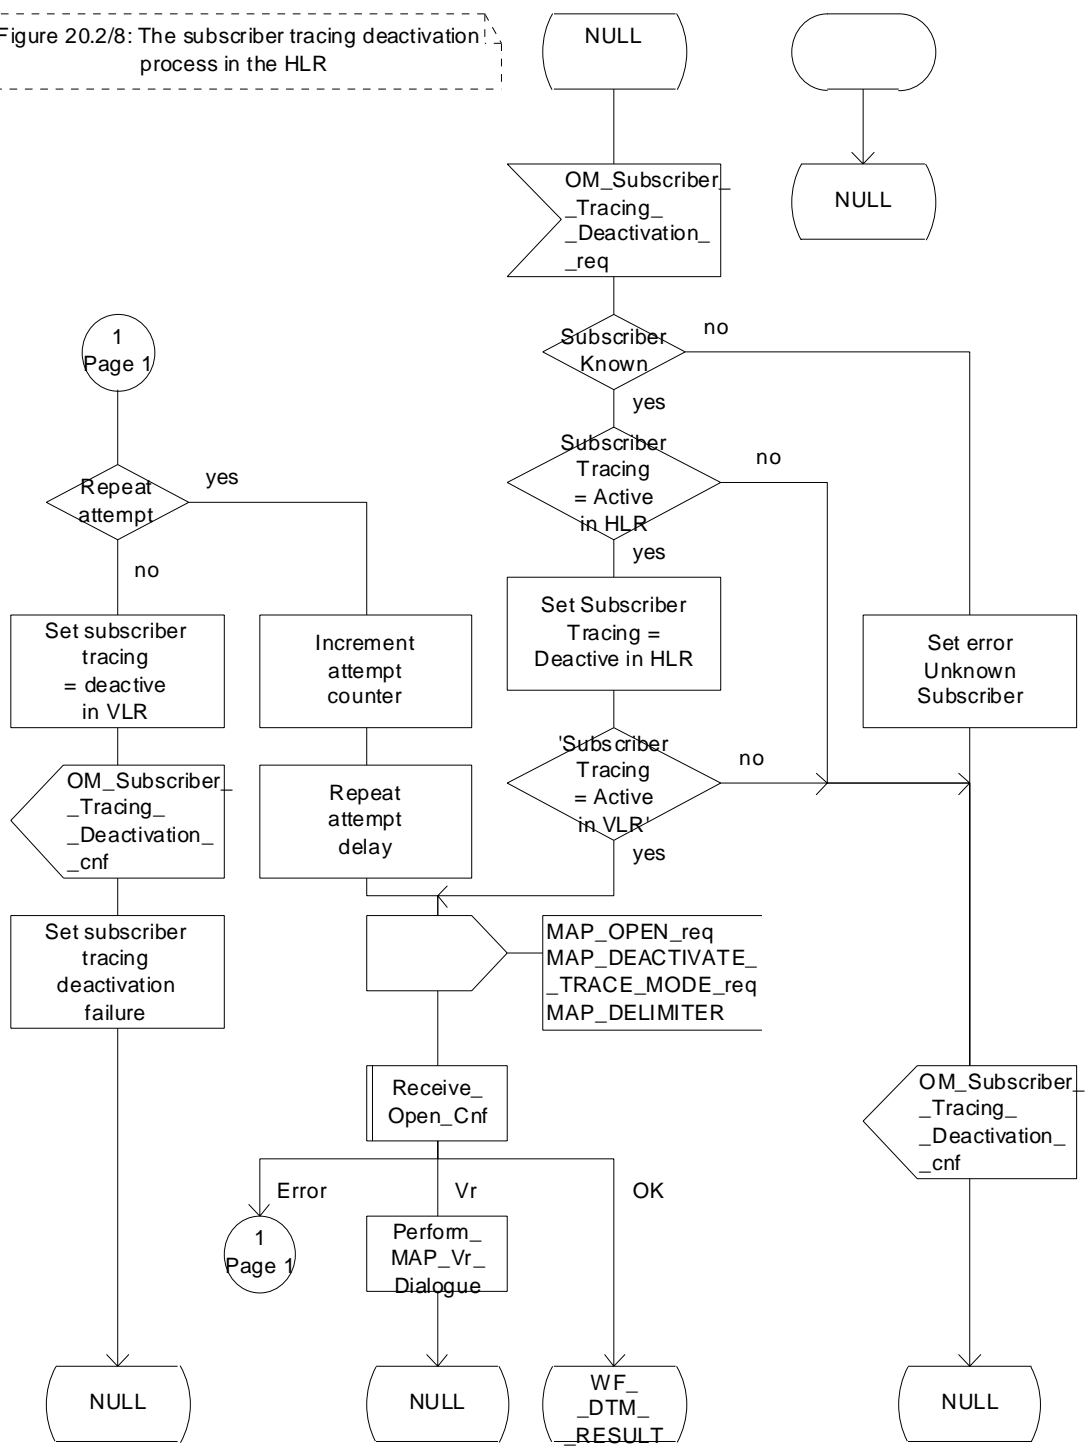 Figure 20.2/8: The subscriber tracing deactivation
process in the HLR
NULL
OM_Subscriber_
_Tracing_
_Deactivation_
_req
NULL
1
Page 1
Subscriber
Known
no
yes
Repeat
attempt
yes
no
Subscriber
Tracing
= Active
in HLR
no
yes
Set subscriber
tracing
= deactive
in VLR
Increment
attempt
counter
Set Subscriber
Tracing =
Deactive in HLR
Set error
Unknown
Subscriber
OM_Subscriber_
_Tracing_
_Deactivation_
_cnf
Repeat
attempt
delay
'Subscriber
Tracing
= Active
in VLR'
no
yes
Set subscriber
tracing
deactivation
failure
MAP_OPEN_req
MAP_DEACTIVATE_
_TRACE_MODE_req
MAP_DELIMITER
Receive_
Open_Cnf
OM_Subscriber_
_Tracing_
_Deactivation_
_cnf
Error
Vr
OK
1
Page 1
Perform_
MAP_Vr_
Dialogue
NULL
NULL
WF_
_DTM_
_RESULT
NULL